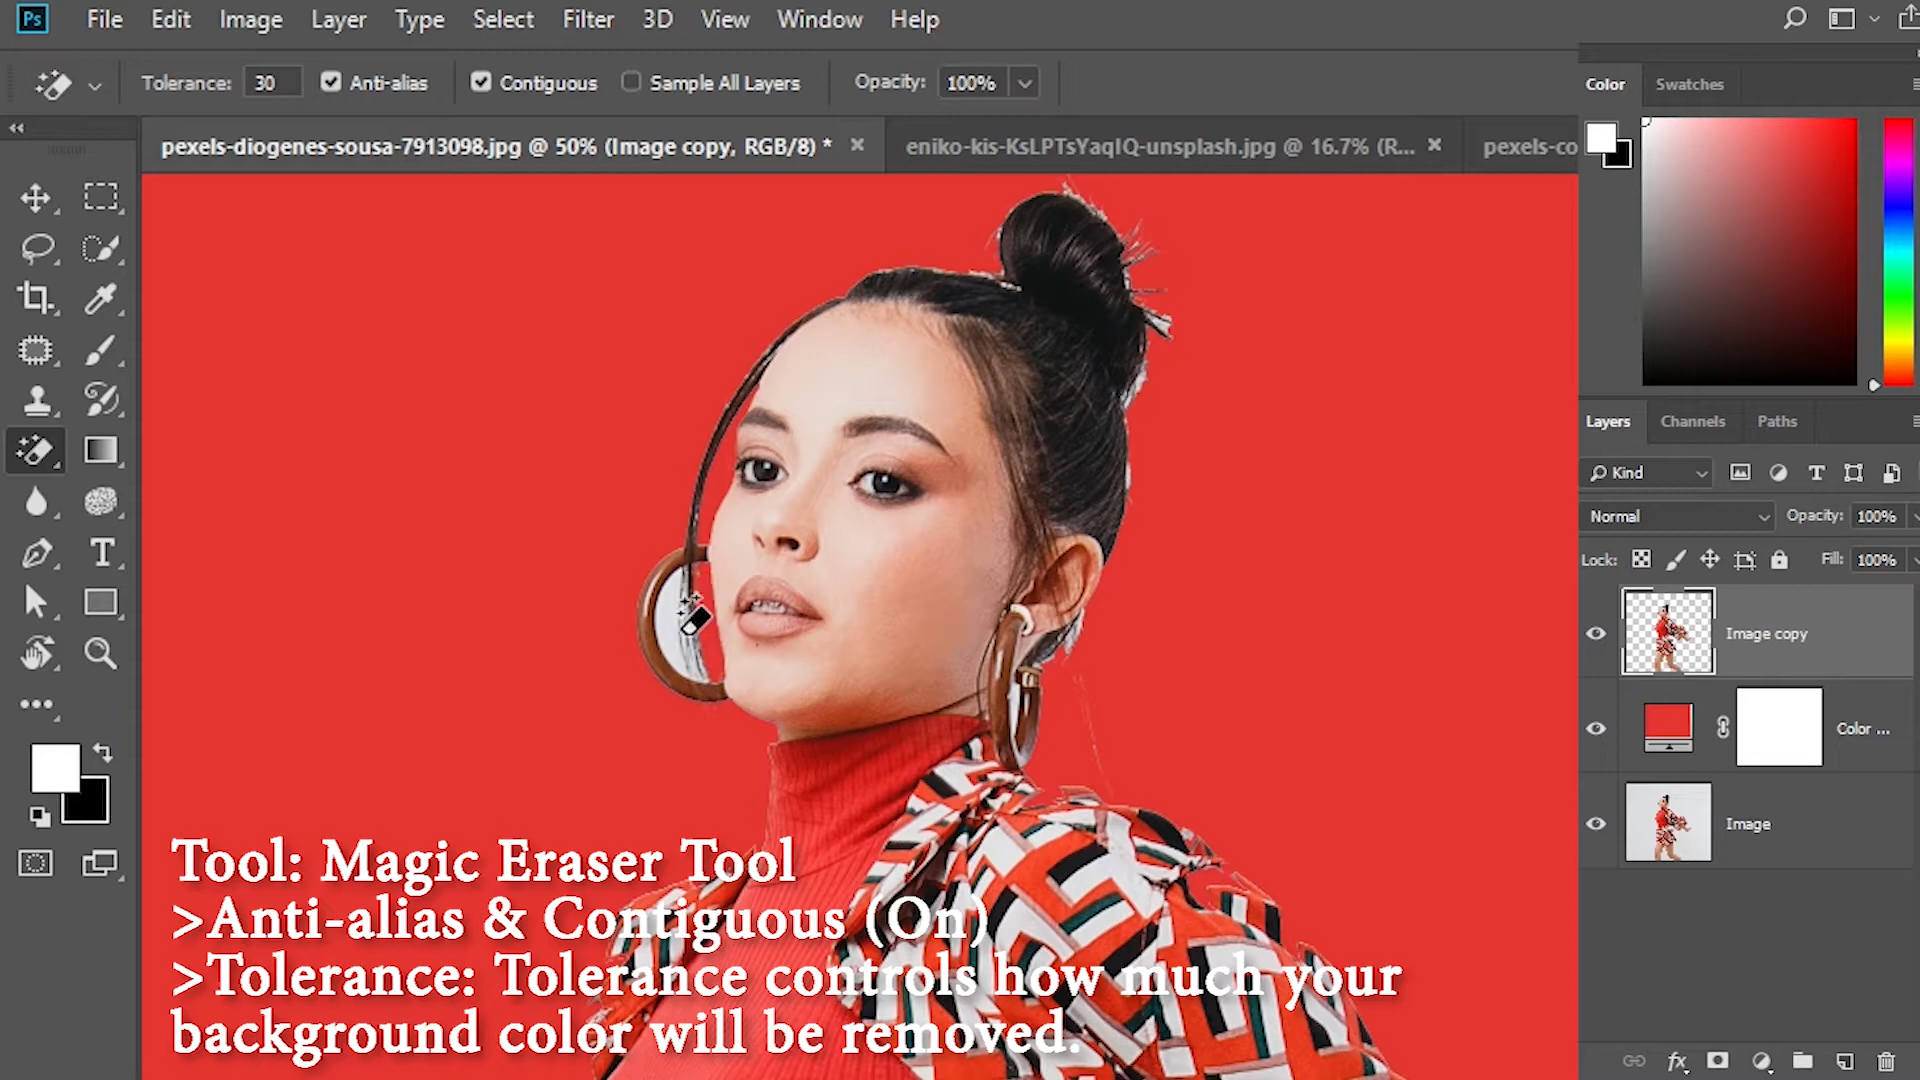 Ps File Edit Image Layer Type Select Filter 3D View Window Help
Tolerance: 30 Anti-alias Contiguous Sample All Layers Opacity: 100%
pexels-diogenes-sousa-7913098.jpg @ 50% (Image copy, RGB/8) * × eniko-kis-KsLPTsYaqIQ-unsplash.jpg @ 16.7% (R... × pexels-co
Color Swatches
Layers Channels Paths
Kind
Normal Opacity: 100%
Lock: Fill: 100%
Image copy
Color ...
Image
Tool: Magic Eraser Tool
>Anti-alias & Contiguous (On)
>Tolerance: Tolerance controls how much your
background color will be removed.